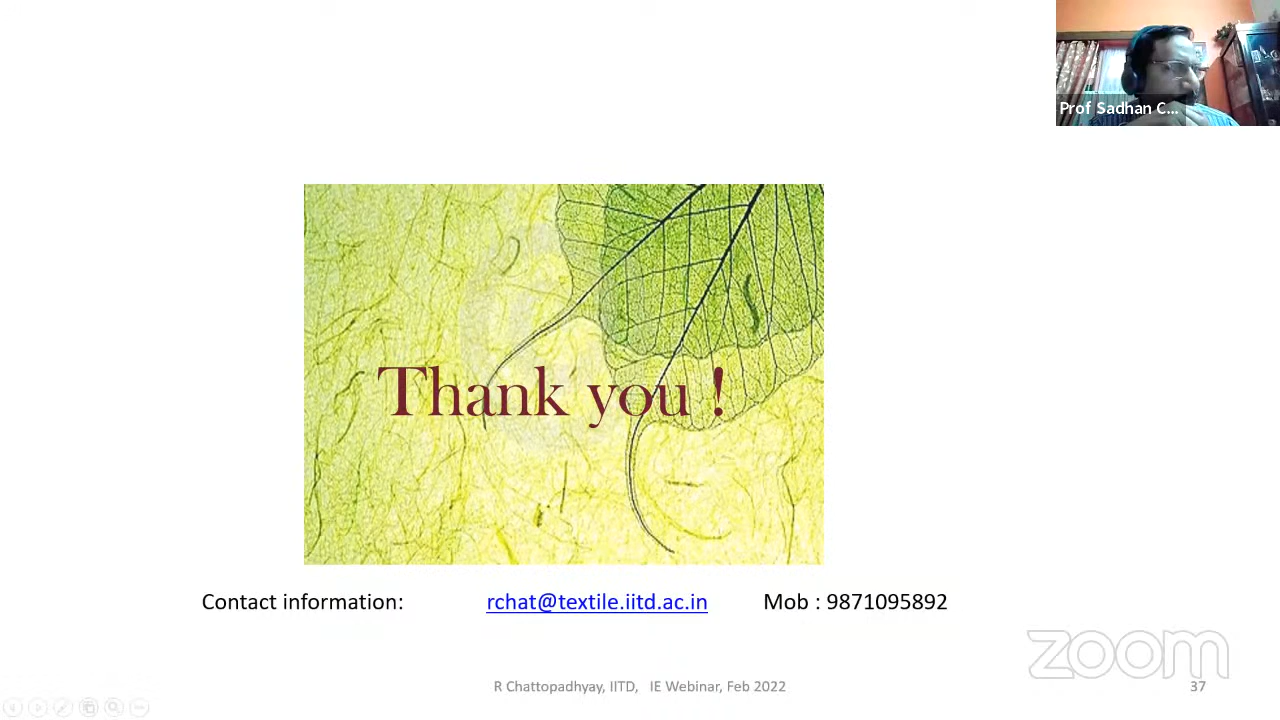 Prof Sadhan C...
Thank you !
Contact information: rchat@textile.iitd.ac.in Mob : 9871095892
zoom
R Chattopadhyay, IITD, IE Webinar, Feb 2022 37